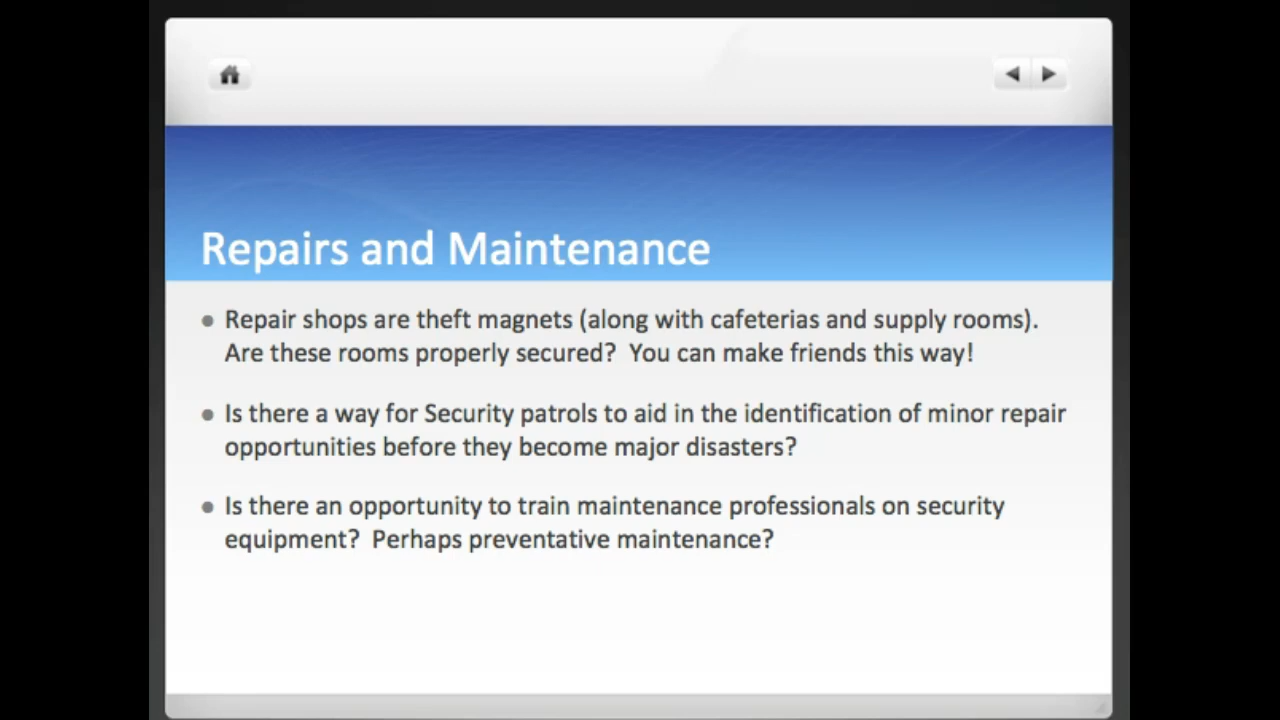 Repairs and Maintenance
Repair shops are theft magnets (along with cafeterias and supply rooms).
Are these rooms properly secured?  You can make friends this way!
Is there a way for Security patrols to aid in the identification of minor repair
opportunities before they become major disasters?
Is there an opportunity to train maintenance professionals on security
equipment?  Perhaps preventative maintenance?